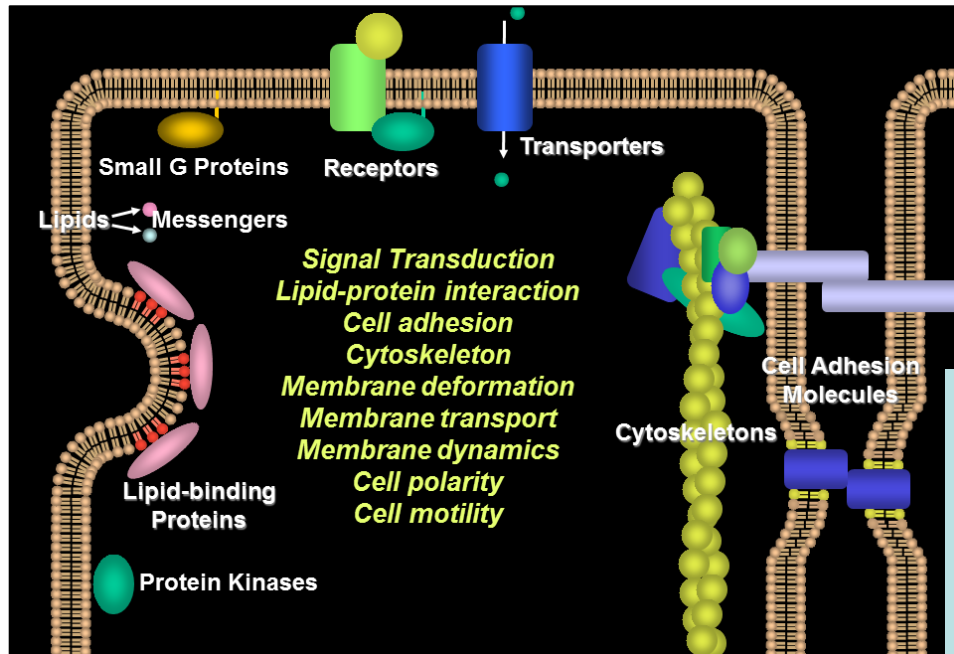 Small G Proteins
Receptors
Transporters
Lipids
Messengers
Signal Transduction
Lipid-protein interaction
Cell adhesion
Cytoskeleton
Membrane deformation
Membrane transport
Membrane dynamics
Cell polarity
Cell motility
Cell Adhesion
Molecules
Cytoskeletons
Lipid-binding
Proteins
Protein Kinases